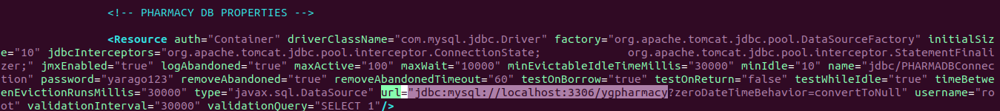 <!-- PHARMACY DB PROPERTIES -->
<Resource auth="Container" driverClassName="com.mysql.jdbc.Driver" factory="org.apache.tomcat.jdbc.pool.DataSourceFactory" initialSiz
e="10" jdbcInterceptors="org.apache.tomcat.jdbc.pool.interceptor.ConnectionState;          org.apache.tomcat.jdbc.pool.interceptor.StatementFinali
zer;" jmxEnabled="true" logAbandoned="true" maxActive="100" maxWait="10000" minEvictableIdleTimeMillis="30000" minIdle="10" name="jdbc/PHARMADBConnec
tion" password="yarago123" removeAbandoned="true" removeAbandonedTimeout="60" testOnBorrow="true" testOnReturn="false" testWhileIdle="true" timeBetwe
enEvictionRunsMillis="30000" type="javax.sql.DataSource" url="jdbc:mysql://localhost:3306/ygpharmacy?zeroDateTimeBehavior=convertToNull" username="ro
ot" validationInterval="30000" validationQuery="SELECT 1"/>